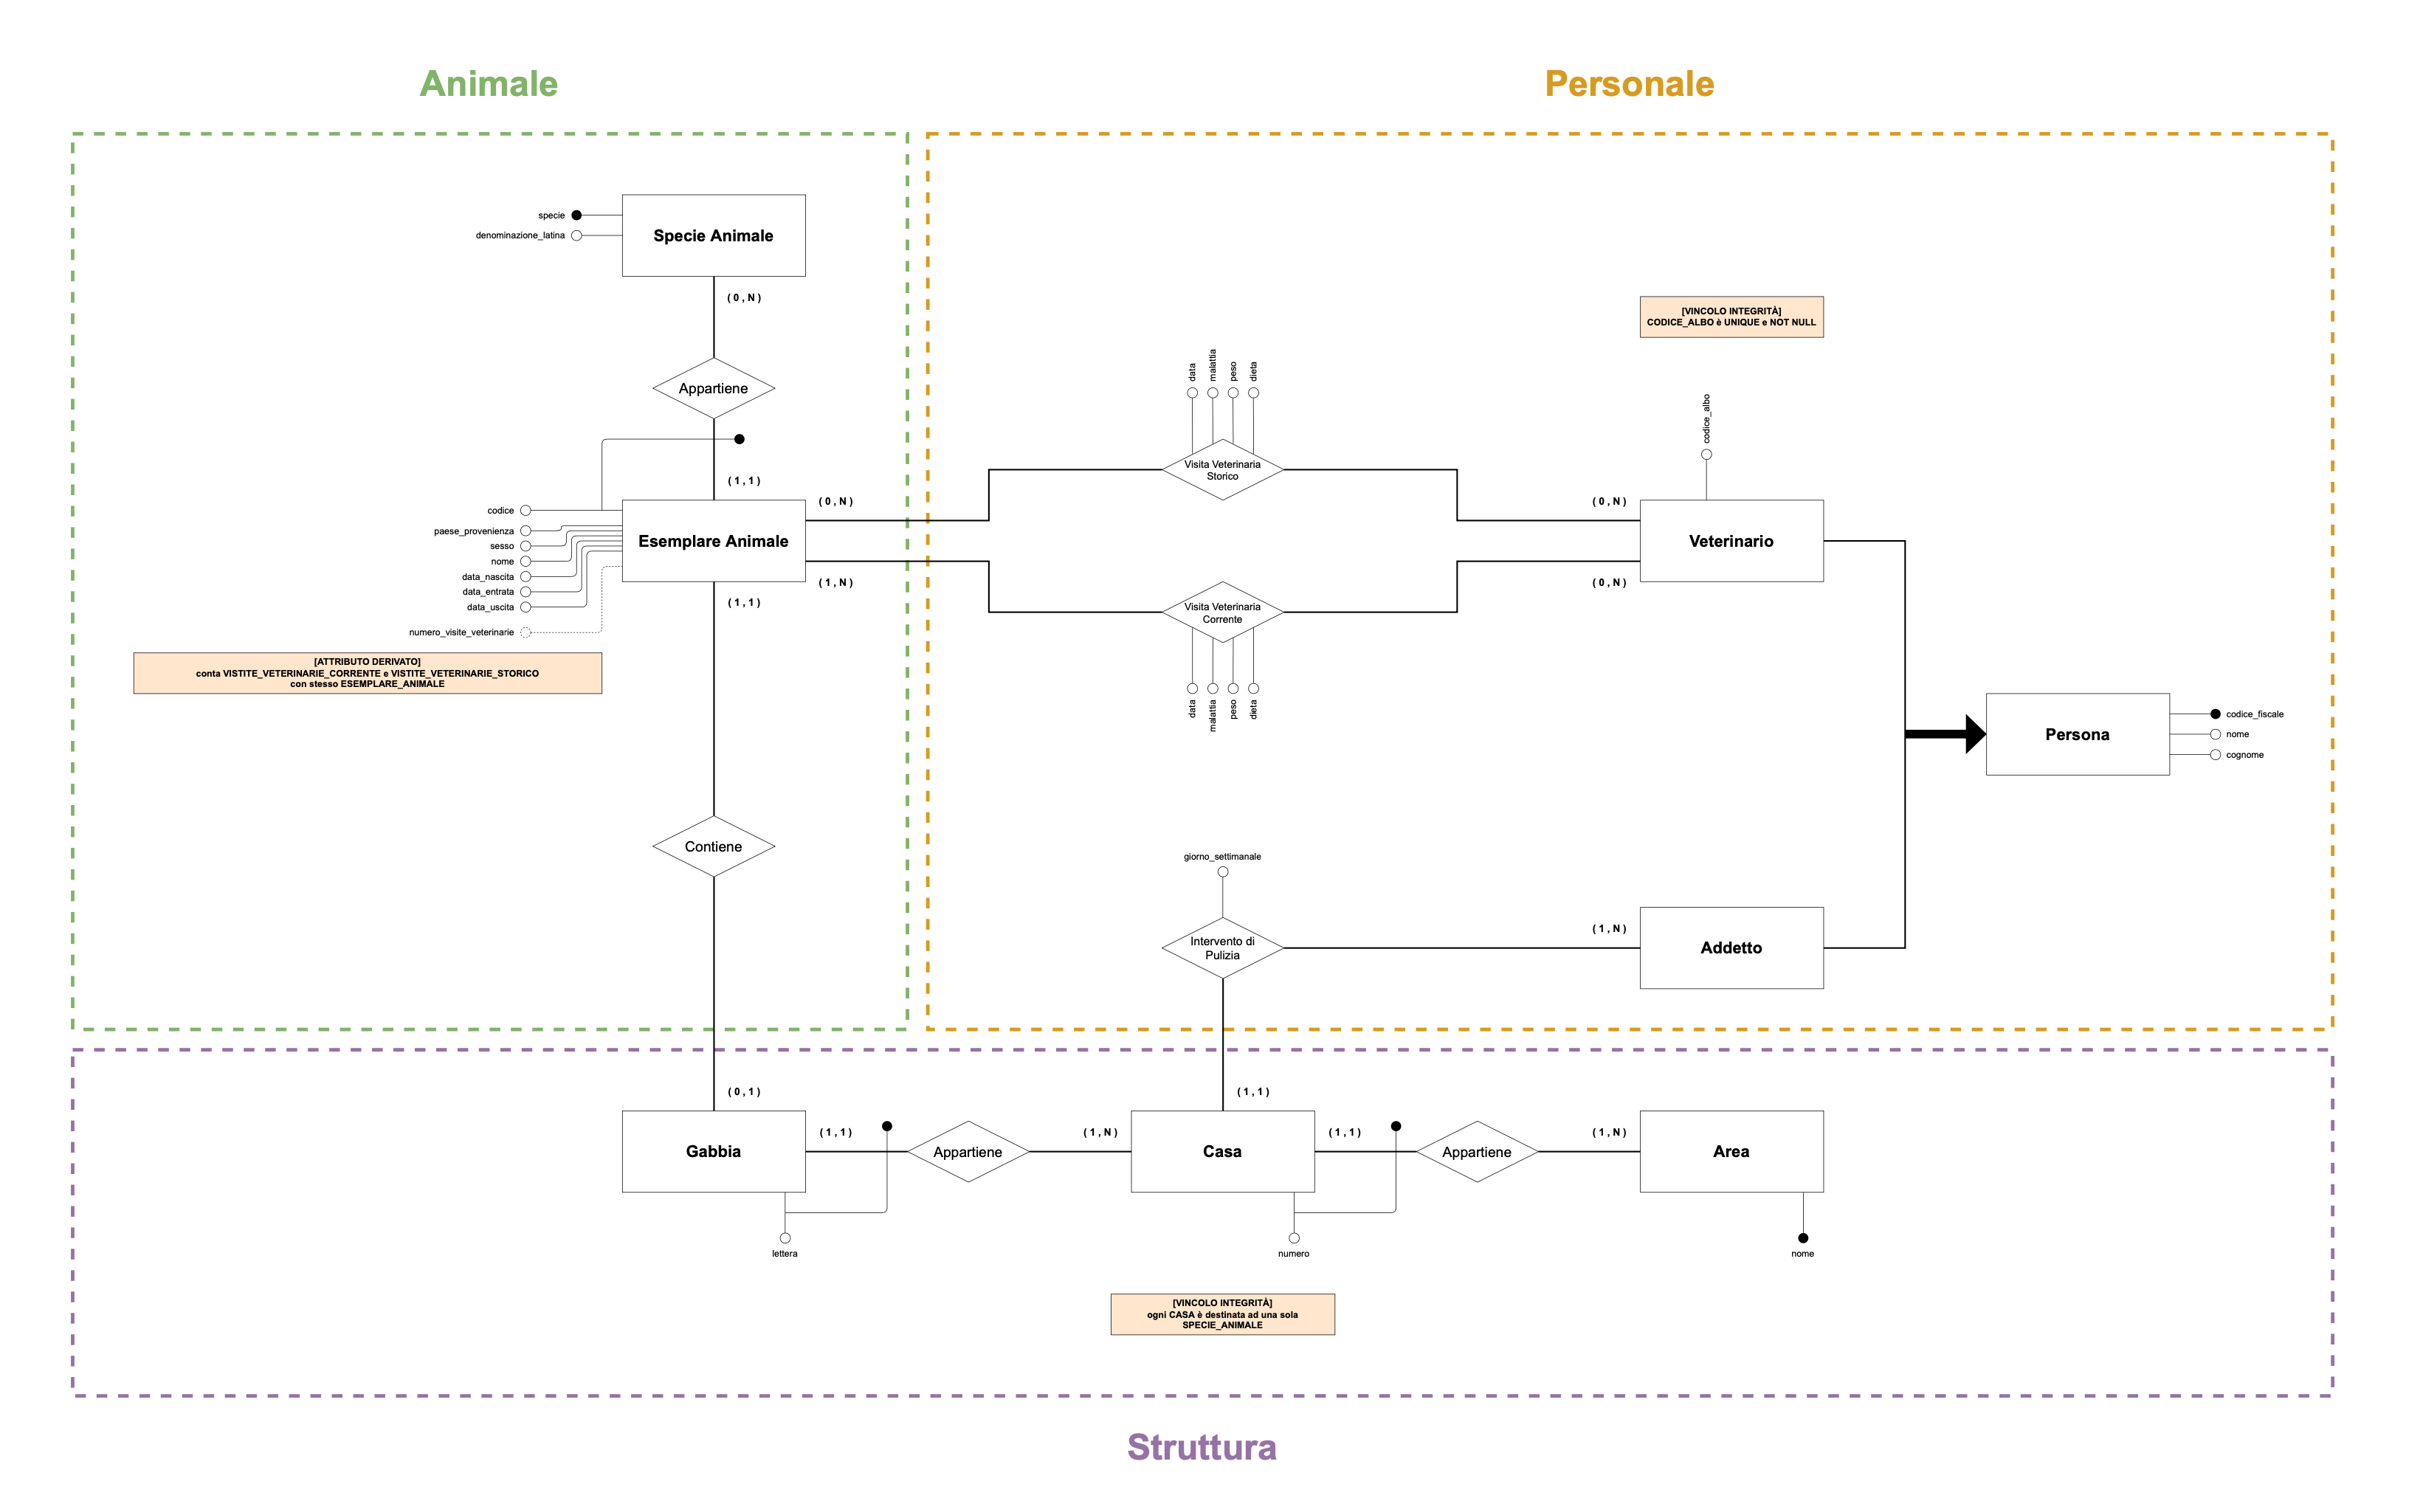 Animale
Personale
specie
denominazione_latina
Specie Animale
( 0 , N )
[VINCOLO INTEGRITÀ]
CODICE_ALBO è UNIQUE e NOT NULL
Appartiene
data
malattia
peso
dieta
codice_albo
( 1 , 1 )
Visita Veterinaria
Storico
( 0 , N )
( 0 , N )
codice
paese_provenienza
sesso
nome
data_nascita
data_entrata
data_uscita
numero_visite_veterinarie
Esemplare Animale
Veterinario
( 1 , N )
( 0 , N )
( 1 , 1 )
Visita Veterinaria
Corrente
[ATTRIBUTO DERIVATO]
conta VISTITE_VETERINARIE_CORRENTE e VISTITE_VETERINARIE_STORICO
con stesso ESEMPLARE_ANIMALE
data
malattia
peso
dieta
Persona
codice_fiscale
nome
cognome
Contiene
giorno_settimanale
Intervento di
Pulizia
( 1 , N )
Addetto
( 0 , 1 )
( 1 , 1 )
Gabbia
( 1 , 1 )
Appartiene
( 1 , N )
Casa
( 1 , 1 )
Appartiene
( 1 , N )
Area
lettera
numero
nome
[VINCOLO INTEGRITÀ]
ogni CASA è destinata ad una sola
SPECIE_ANIMALE
Struttura